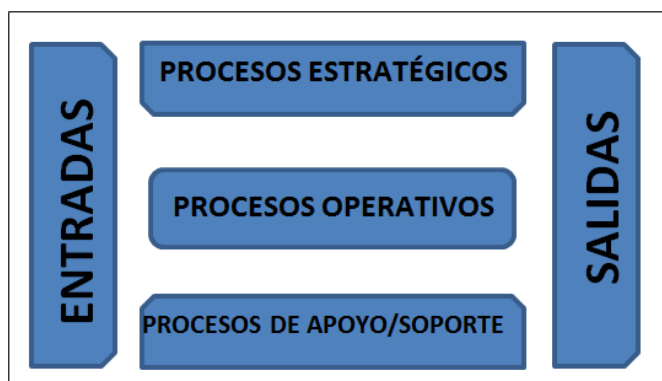 ENTRADAS
PROCESOS ESTRATÉGICOS
PROCESOS OPERATIVOS
PROCESOS DE APOYO/SOPORTE
SALIDAS